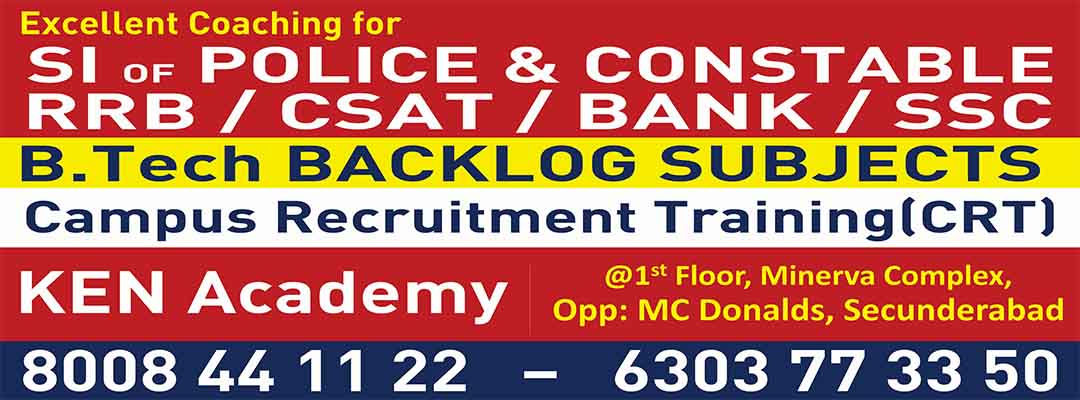 Excellent Coaching for
SI OF POLICE & CONSTABLE
RRB / CSAT / BANK / SSC
B.Tech BACKLOG SUBJECTS
Campus Recruitment Training(CRT)
KEN Academy
@1st Floor, Minerva Complex,
Opp: MC Donalds, Secunderabad
8008 44 11 22 – 6303 77 33 50